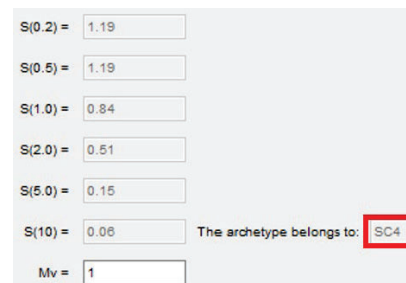 S(0.2) = 1.19
S(0.5) = 1.19
S(1.0) = 0.84
S(2.0) = 0.51
S(5.0) = 0.15
S(10) = 0.06 The archetype belongs to: SC4
Mv = 1